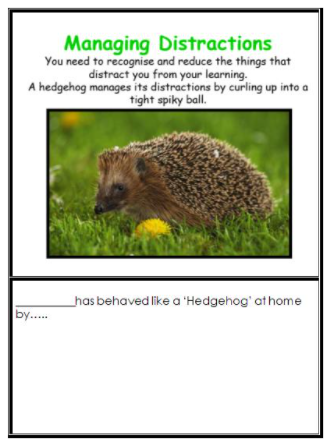 Managing Distractions
You need to recognise and reduce the things that
distract you from your learning.
A hedgehog manages its distractions by curling up into a
tight spiky ball.
__________has behaved like a ‘Hedgehog’ at home
by…..